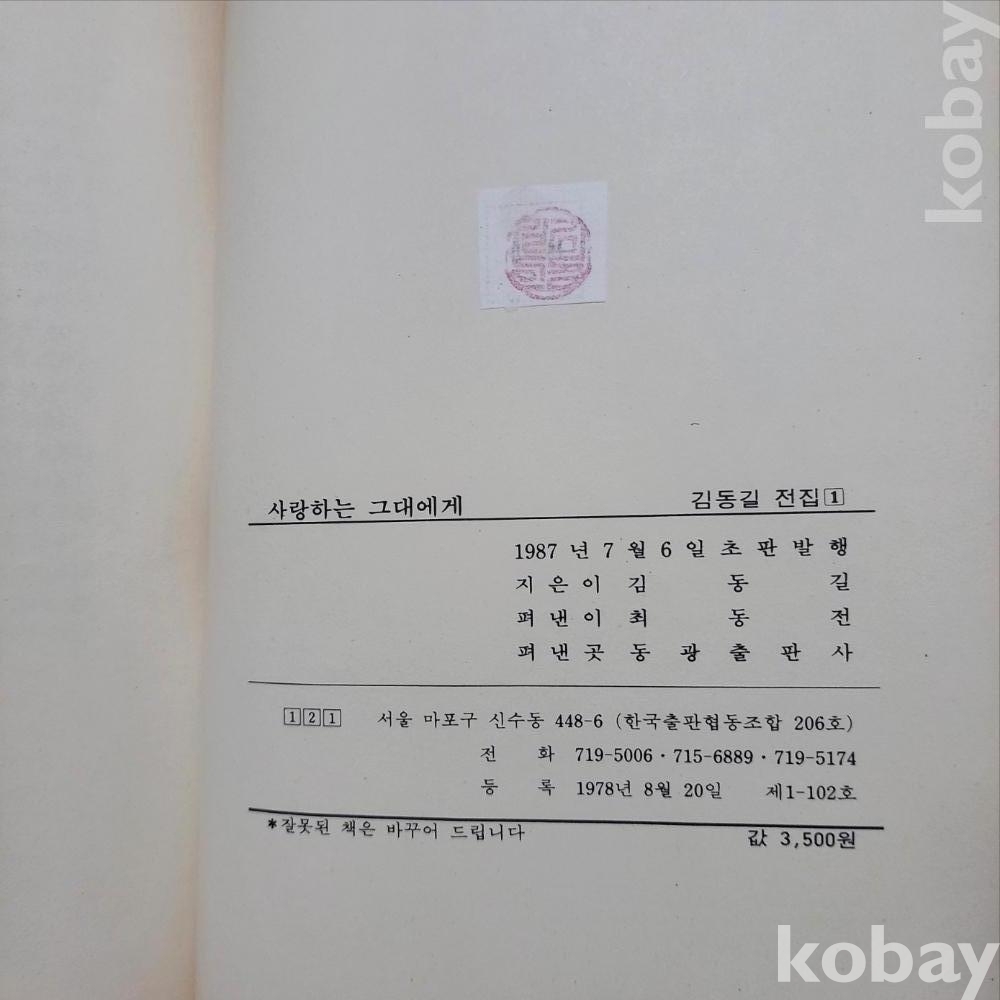 kobay
사랑하는 그대에게 김동길 전집 1
1987년 7월 6일 초판발행
지은이 김동길
펴낸이 최동전
펴낸곳 동광출판사
121 서울 마포구 신수동 448-6 (한국출판협동조합 206호)
전 화 719-5006·715-6889·719-5174
등 록 1978년 8월 20일 제1-102호
*잘못된 책은 바꾸어 드립니다 값 3,500원
kobay